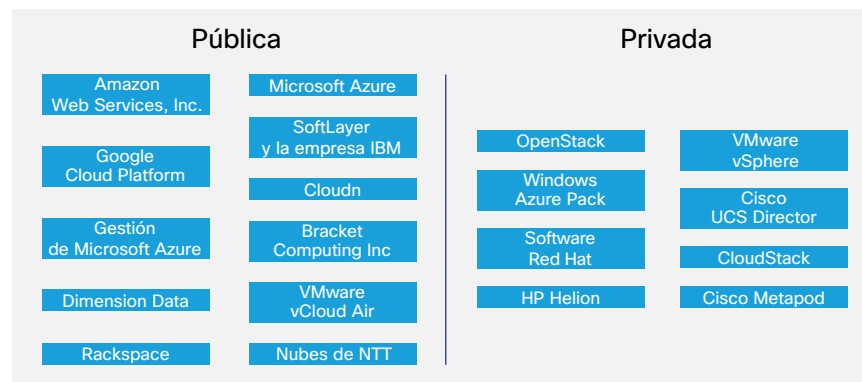 Pública
Amazon
Web Services, Inc.
Google
Cloud Platform
Gestión
de Microsoft Azure
Dimension Data
Rackspace
Microsoft Azure
SoftLayer
y la empresa IBM
Cloudn
Bracket
Computing Inc
VMware
vCloud Air
Nubes de NTT
Privada
OpenStack
Windows
Azure Pack
Software
Red Hat
HP Helion
VMware
vSphere
Cisco
UCS Director
CloudStack
Cisco Metapod